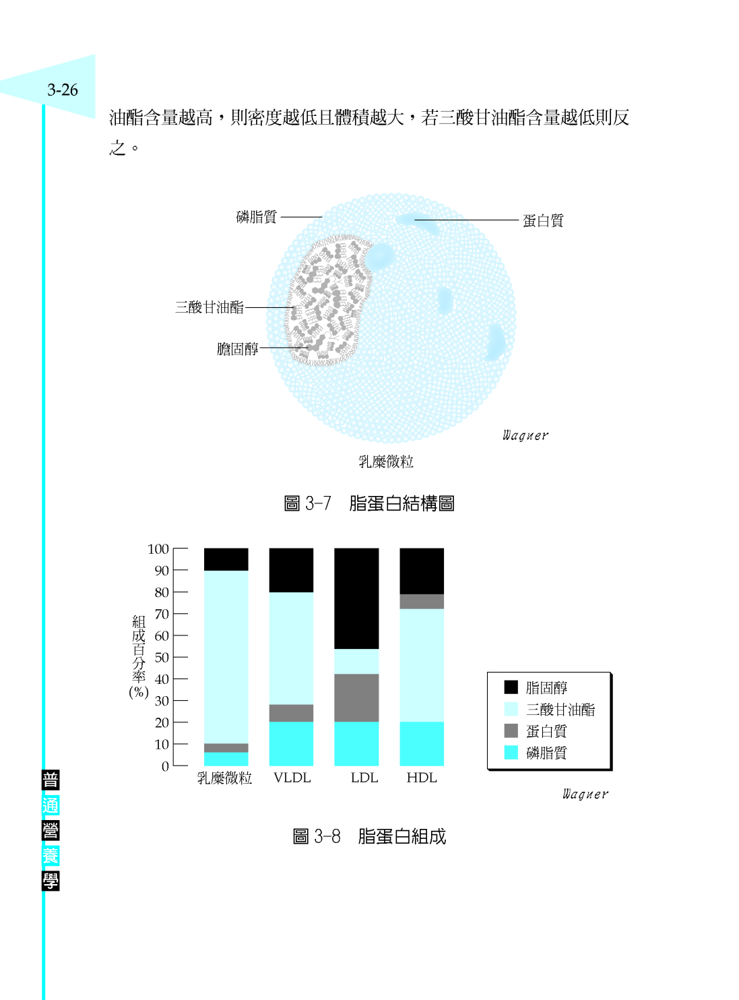 3-26
油酯含量越高，則密度越低且體積越大，若三酸甘油酯含量越低則反
之。
磷脂質
蛋白質
三酸甘油酯
膽固醇
Wagner
乳糜微粒
圖 3-7　脂蛋白結構圖
100
90
80
70
60
50
40
30
20
10
0
組成百分率(%)
乳糜微粒 VLDL LDL HDL
脂固醇
三酸甘油酯
蛋白質
磷脂質
Wagner
圖 3-8　脂蛋白組成
普通營養學